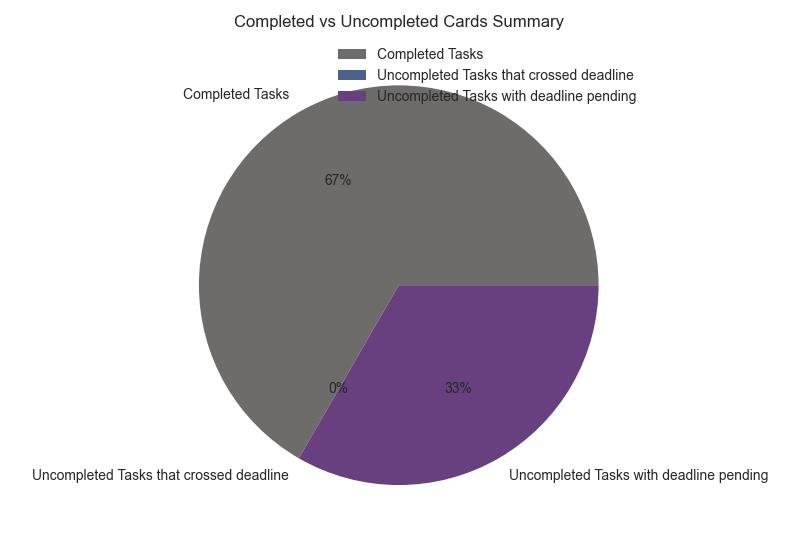 Completed vs Uncompleted Cards Summary
Completed Tasks
Uncompleted Tasks that crossed deadline
Uncompleted Tasks with deadline pending
Completed Tasks
67%
0%
33%
Uncompleted Tasks that crossed deadline
Uncompleted Tasks with deadline pending